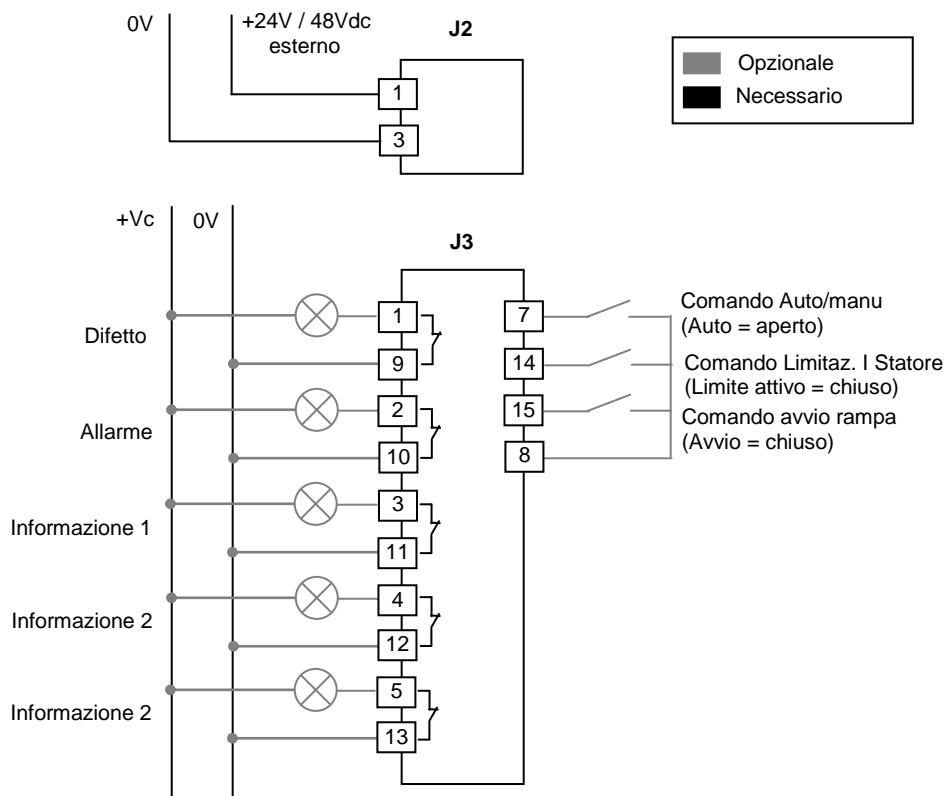 0V
+24V / 48Vdc
esterno
J2
1
3
Opzionale
Necessario
+Vc
0V
J3
Difetto
1
9
Allarme
2
10
Informazione 1
3
11
Informazione 2
4
12
Informazione 2
5
13
7
Comando Auto/manu
(Auto = aperto)
14
Comando Limitaz. I Statore
(Limite attivo = chiuso)
15
Comando avvio rampa
(Avvio = chiuso)
8